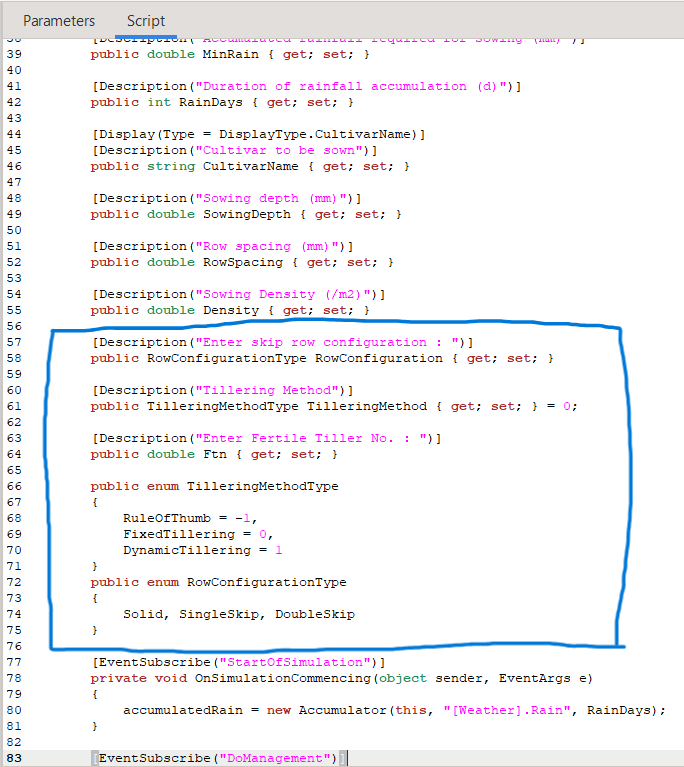 Parameters Script
38 [Description("Accumulated rainfall required for sowing (mm)")]
39 public double MinRain { get; set; }
40
41 [Description("Duration of rainfall accumulation (d)")]
42 public int RainDays { get; set; }
43
44 [Display(Type = DisplayType.CultivarName)]
45 [Description("Cultivar to be sown")]
46 public string CultivarName { get; set; }
47
48 [Description("Sowing depth (mm)")]
49 public double SowingDepth { get; set; }
50
51 [Description("Row spacing (mm)")]
52 public double RowSpacing { get; set; }
53
54 [Description("Sowing Density (/m2)")]
55 public double Density { get; set; }
56
57 [Description("Enter skip row configuration : ")]
58 public RowConfigurationType RowConfiguration { get; set; }
59
60 [Description("Tillering Method")]
61 public TilleringMethodType TilleringMethod { get; set; } = 0;
62
63 [Description("Enter Fertile Tiller No. : ")]
64 public double Ftn { get; set; }
65
66 public enum TilleringMethodType
67 {
68 RuleOfThumb = -1,
69 FixedTillering = 0,
70 DynamicTillering = 1
71 }
72 public enum RowConfigurationType
73 {
74 Solid, SingleSkip, DoubleSkip
75 }
76
77 [EventSubscribe("StartOfSimulation")]
78 private void OnSimulationCommencing(object sender, EventArgs e)
79 {
80 accumulatedRain = new Accumulator(this, "[Weather].Rain", RainDays);
81 }
82
83 [EventSubscribe("DoManagement")]